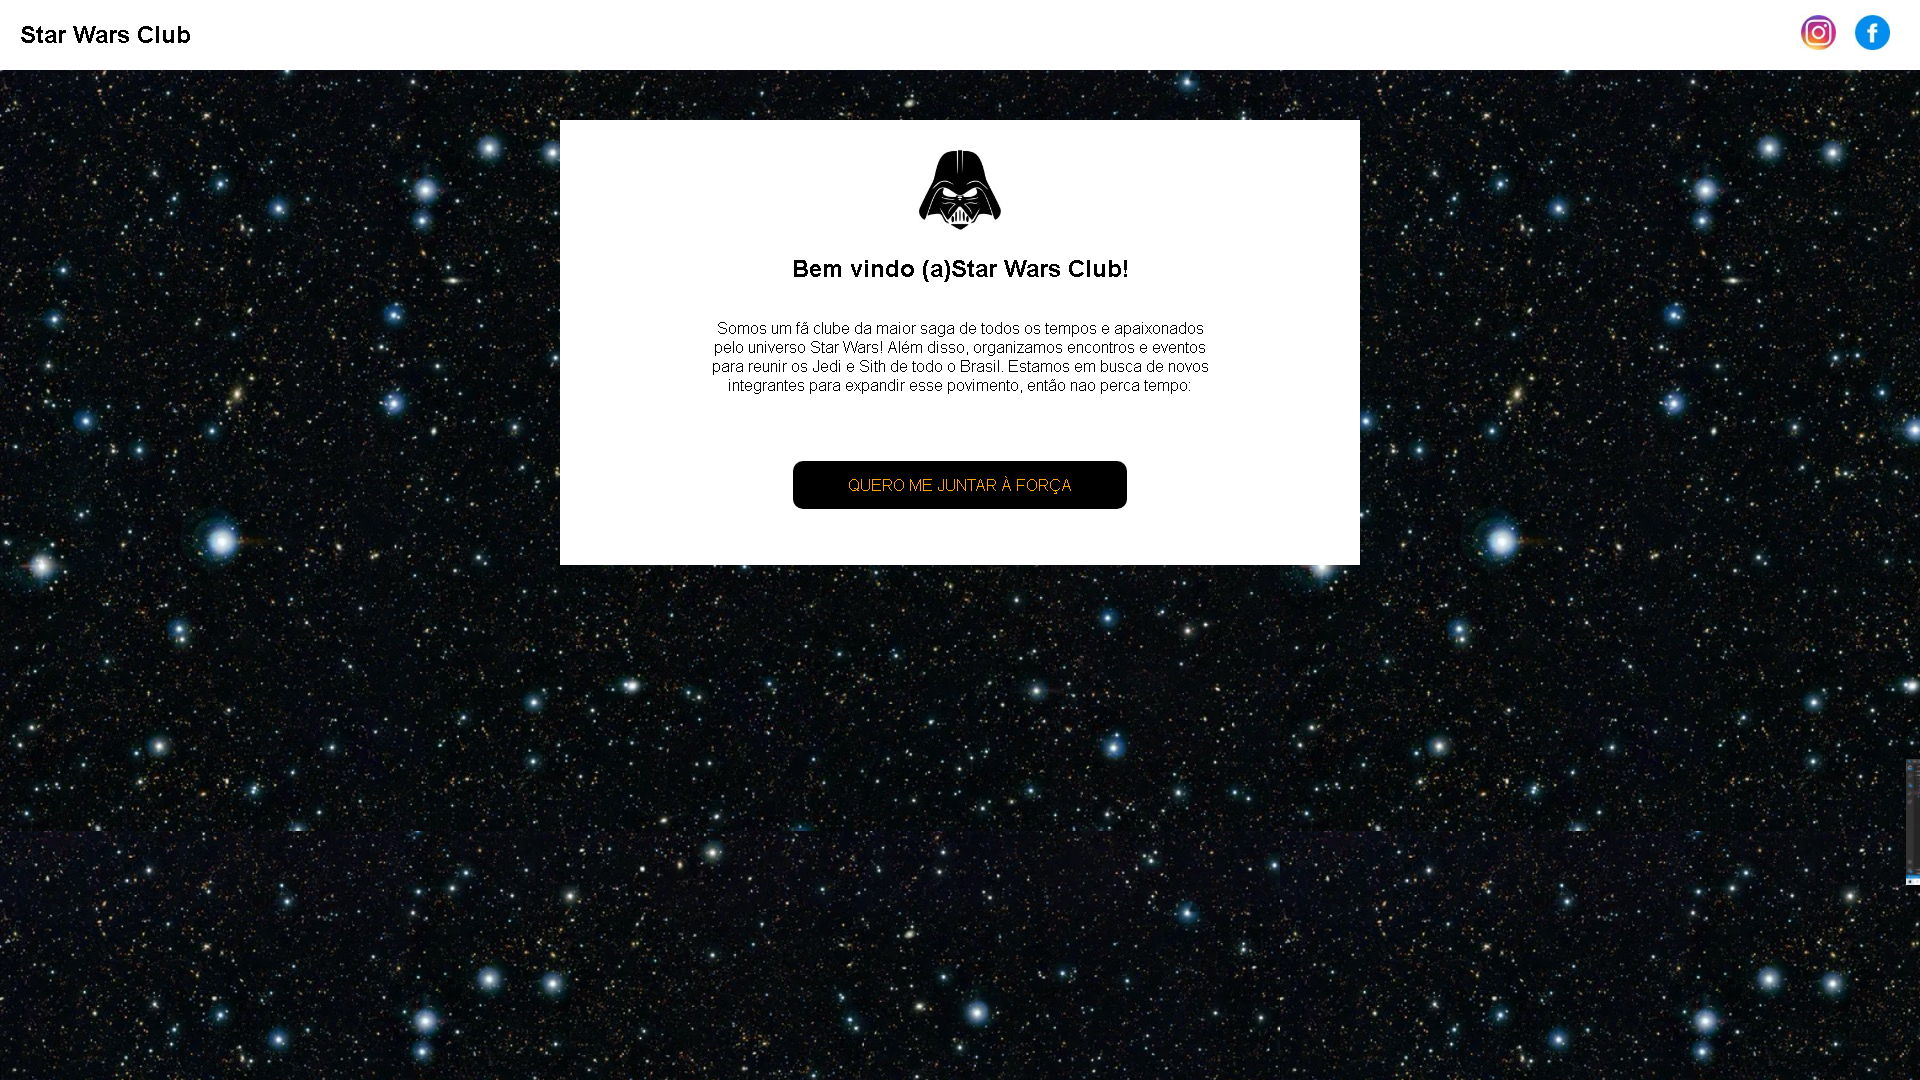 Star Wars Club
Bem vindo (a)Star Wars Club!
Somos um fã clube da maior saga de todos os tempos e apaixonados
pelo universo Star Wars! Além disso, organizamos encontros e eventos
para reunir os Jedi e Sith de todo o Brasil. Estamos em busca de novos
integrantes para expandir esse povimento, então nao perca tempo:
QUERO ME JUNTAR À FORÇA